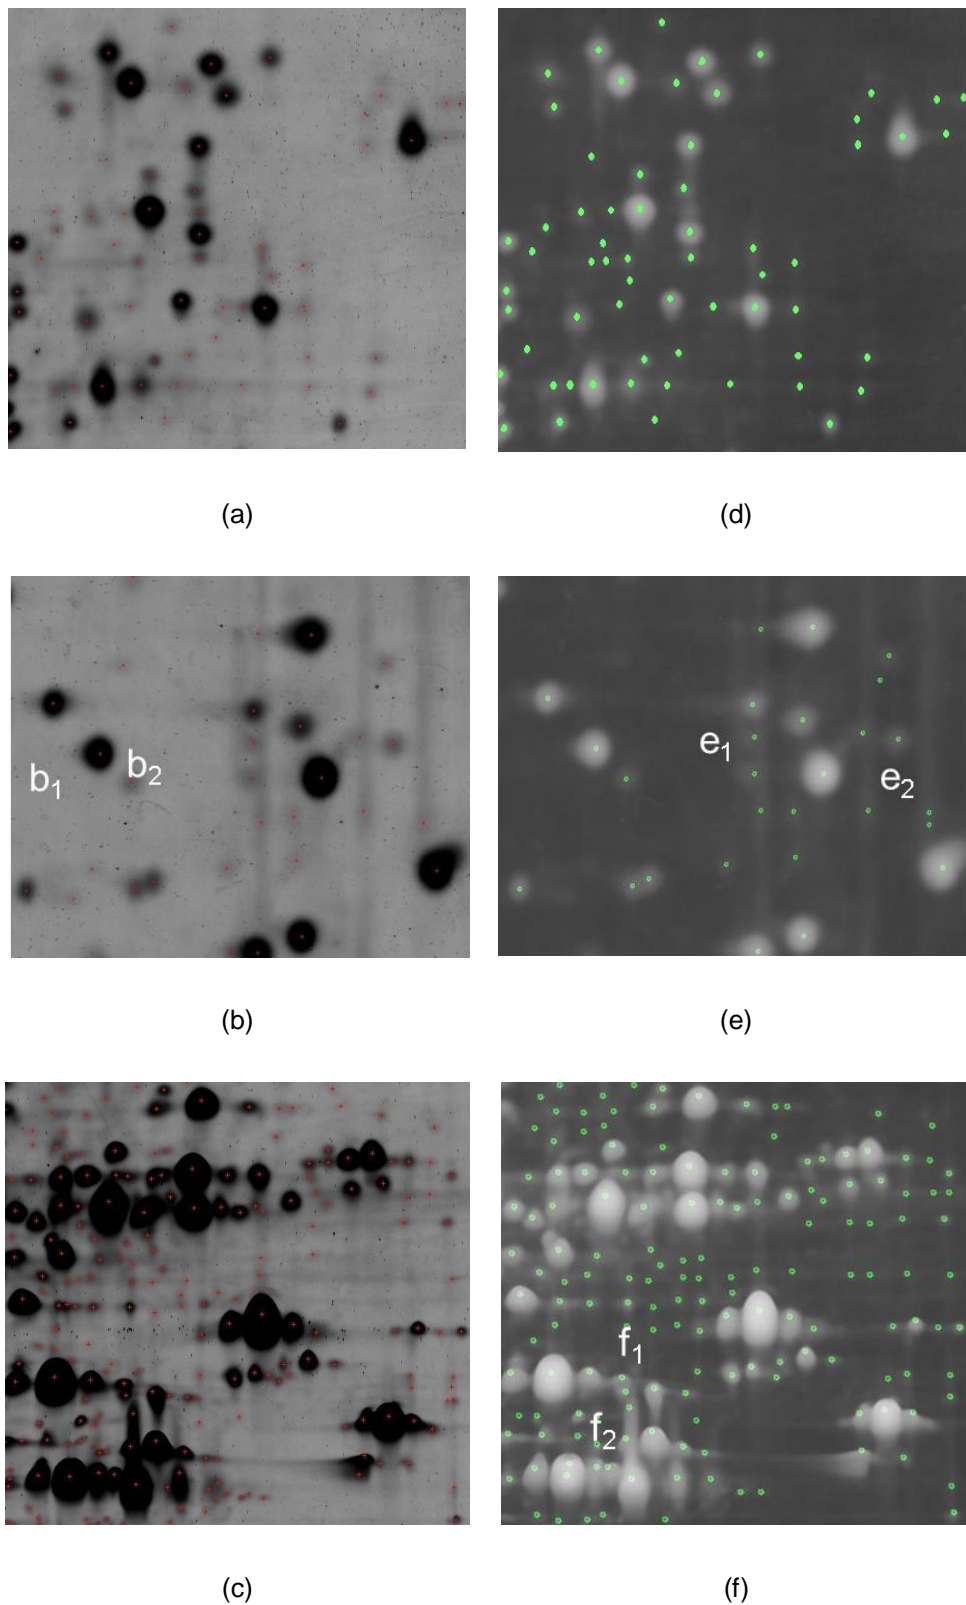 (a) (d)
b₁ b₂ e₁ e₂
(b) (e)
f₁
f₂
(c) (f)